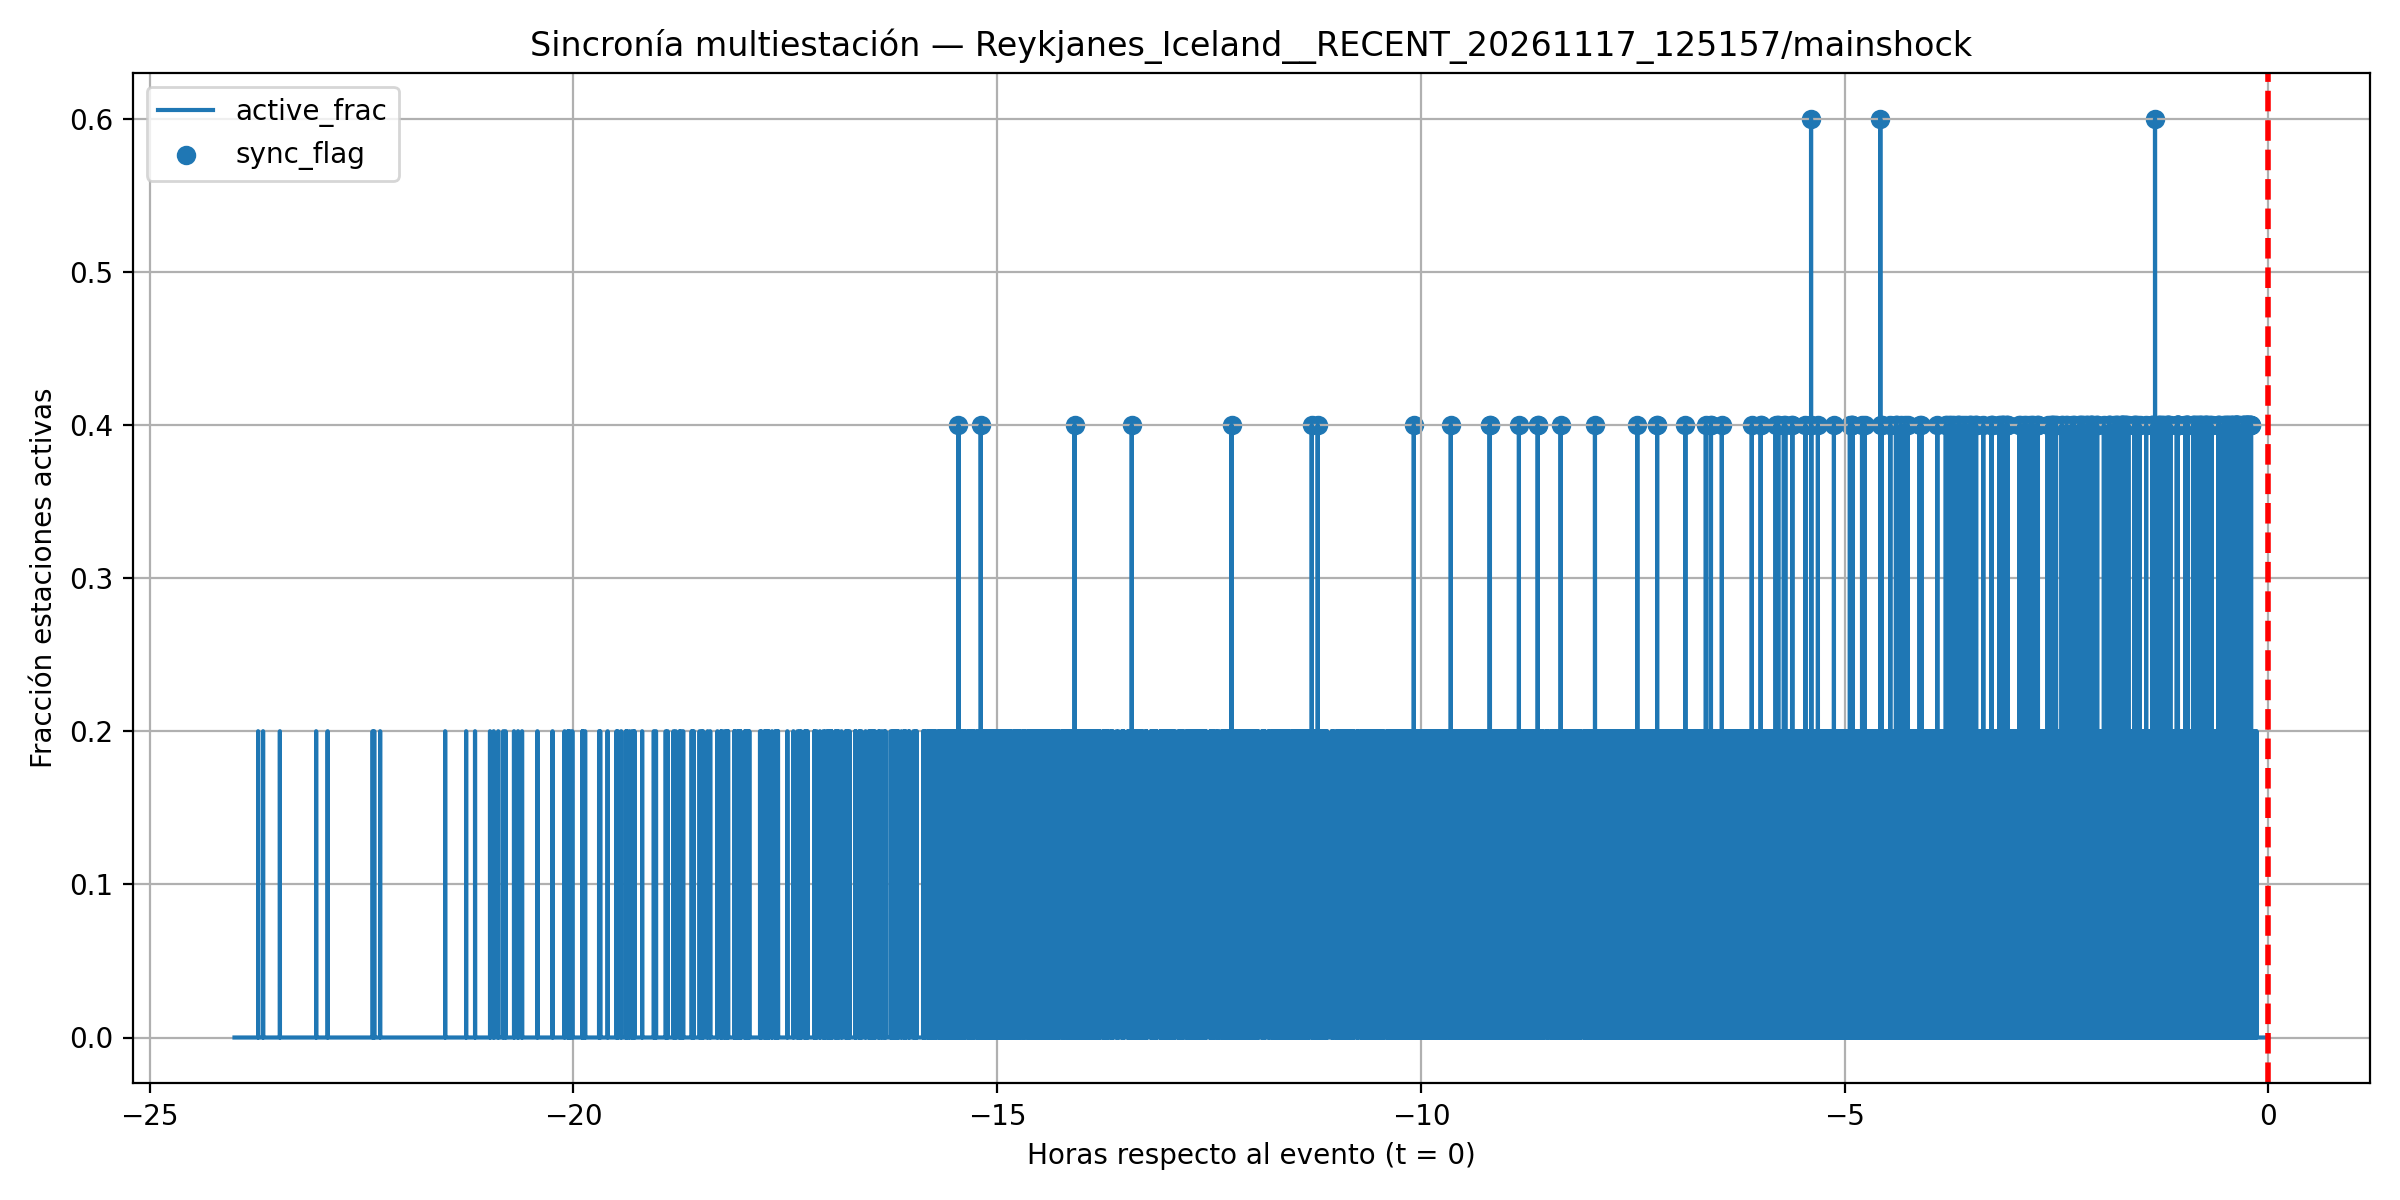 Sincronía multiestación — Reykjanes_Iceland__RECENT_20261117_125157/mainshock
active_frac
sync_flag
Fracción estaciones activas
0.6
0.5
0.4
0.3
0.2
0.1
0.0
−25 −20 −15 −10 −5 0
Horas respecto al evento (t = 0)